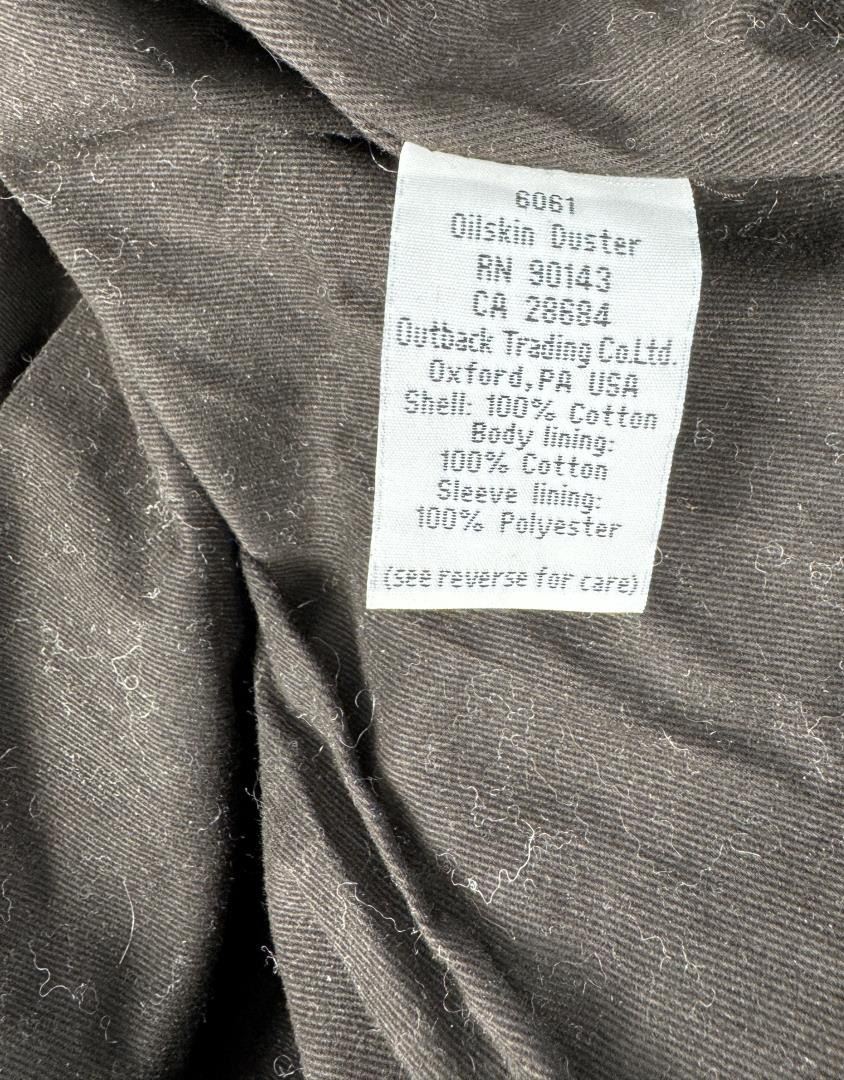 6061
Oilskin Duster
RN 90143
CA 28684
Outback Trading Co.Ltd.
Oxford,PA USA
Shell: 100% Cotton
Body lining:
100% Cotton
Sleeve lining:
100% Polyester
(see reverse for care)